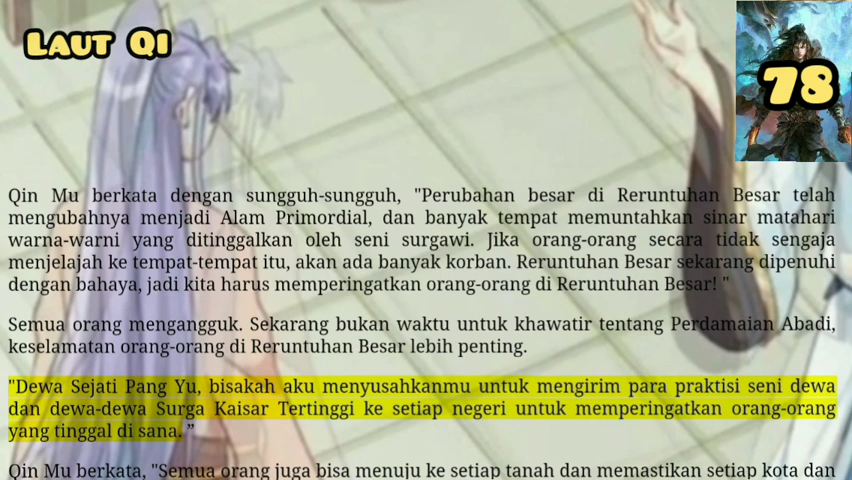 LAUT QI
78
Qin Mu berkata dengan sungguh-sungguh, "Perubahan besar di Reruntuhan Besar telah
mengubahnya menjadi Alam Primordial, dan banyak tempat memuntahkan sinar matahari
warna-warni yang ditinggalkan oleh seni surgawi. Jika orang-orang secara tidak sengaja
menjelajah ke tempat-tempat itu, akan ada banyak korban. Reruntuhan Besar sekarang dipenuhi
dengan bahaya, jadi kita harus memperingatkan orang-orang di Reruntuhan Besar! "
Semua orang mengangguk. Sekarang bukan waktu untuk khawatir tentang Perdamaian Abadi,
keselamatan orang-orang di Reruntuhan Besar lebih penting.
"Dewa Sejati Pang Yu, bisakah aku menyusahkanmu untuk mengirim para praktisi seni dewa
dan dewa-dewa Surga Kaisar Tertinggi ke setiap negeri untuk memperingatkan orang-orang
yang tinggal di sana. ”
Qin Mu berkata, "Semua orang juga bisa menuju ke setiap tanah dan memastikan setiap kota dan